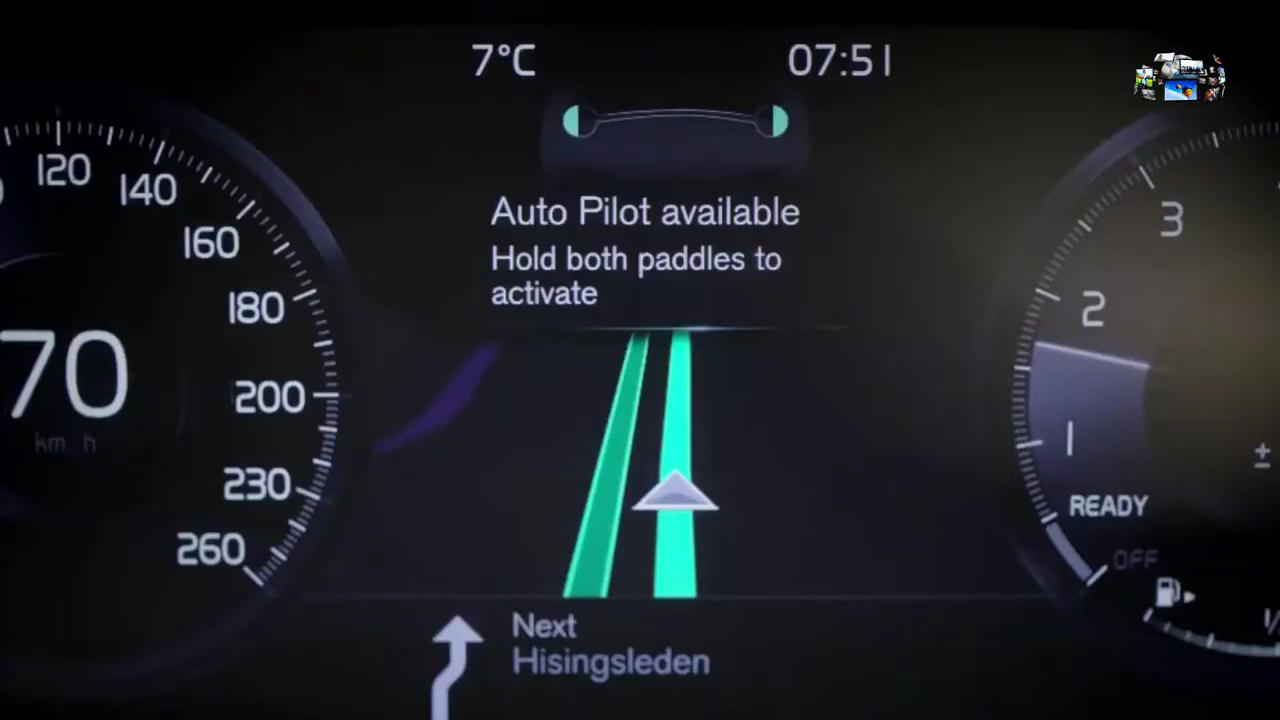 7°C
07:51
Auto Pilot available
Hold both paddles to
activate
120
140
160
180
200
230
260
70
km h
3
2
1
READY
OFF
Next
Hisingsleden